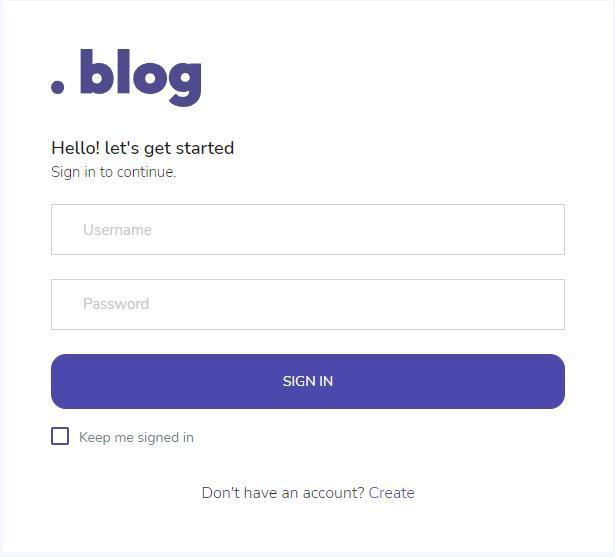 . blog
Hello! let's get started
Sign in to continue.
Username
Password
SIGN IN
Keep me signed in
Don't have an account? Create